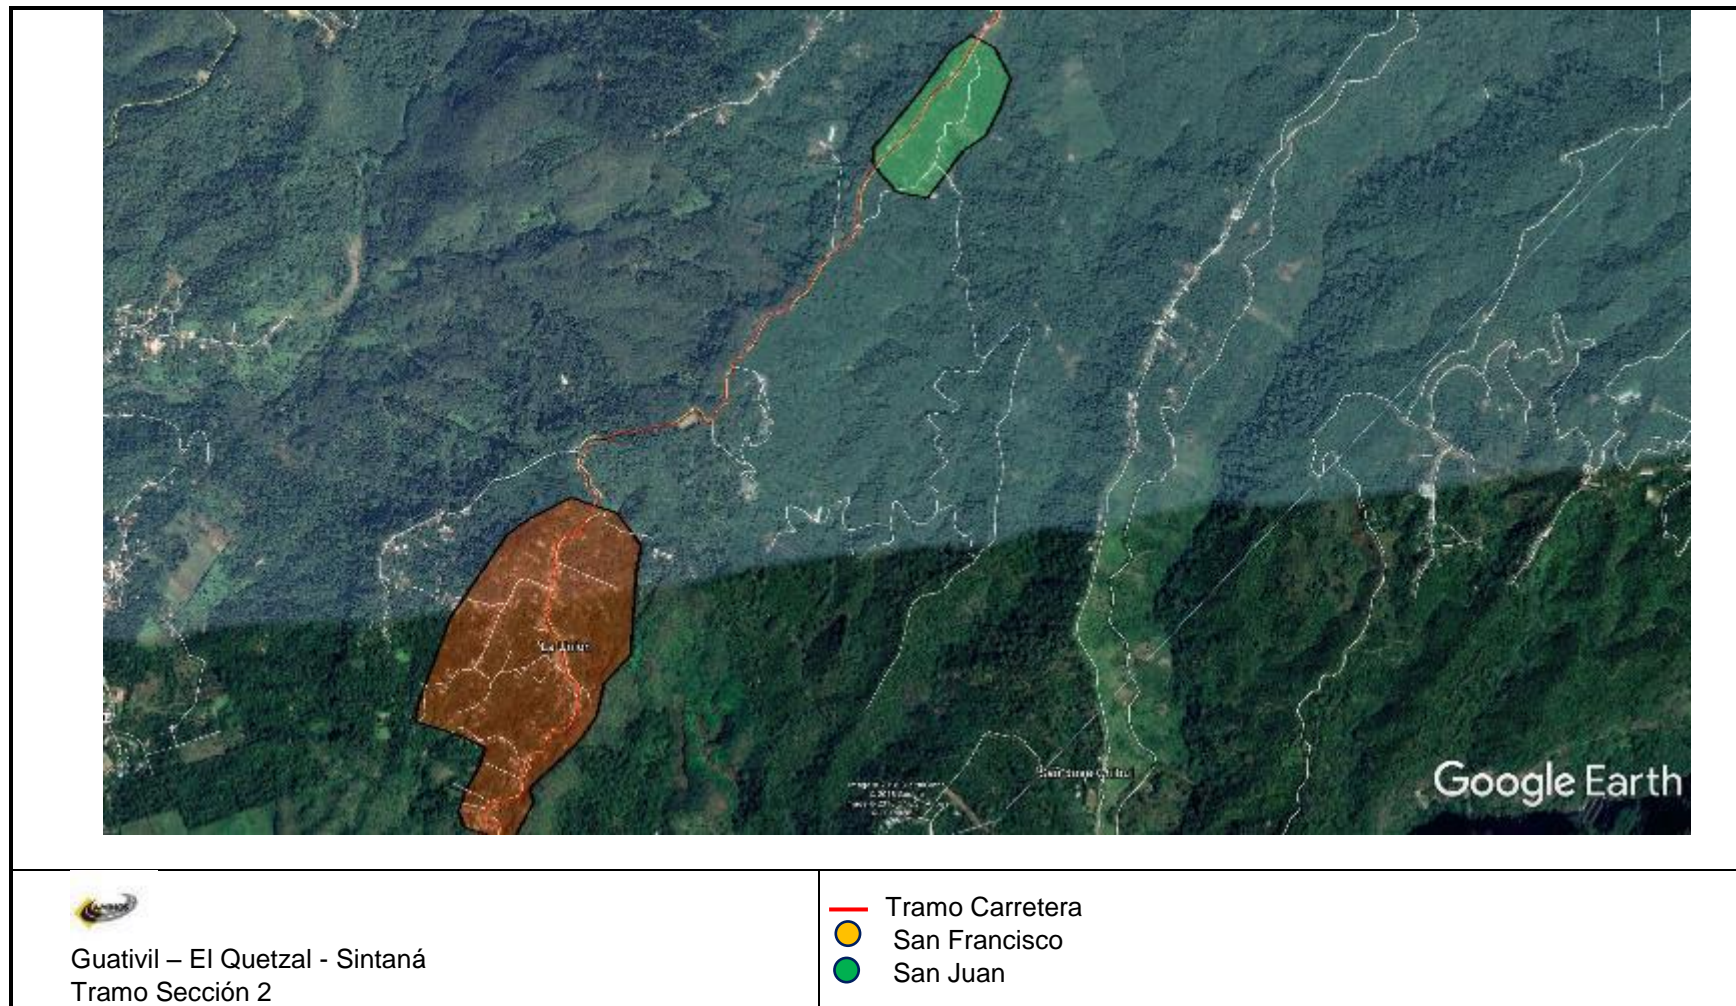 Google Earth
Guativil – El Quetzal - Sintaná
Tramo Sección 2
Tramo Carretera
San Francisco
San Juan